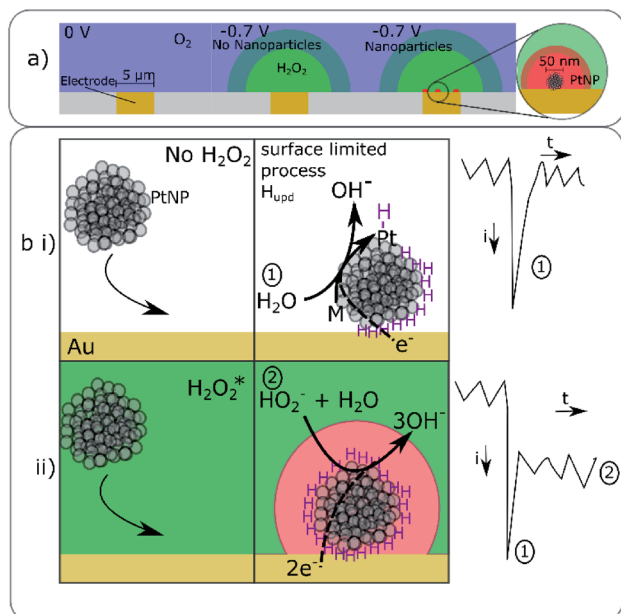 a)
0 V
O₂
Electrode
5 μm
-0.7 V
No Nanoparticles
H₂O₂
-0.7 V
Nanoparticles
50 nm
PtNP
b i)
No H₂O₂
PtNP
Au
surface limited
process
H_upd
OH⁻
H
Pt
①
H₂O
M
e⁻
H H H H H H H H H H H H
t
i
①
ii)
H₂O₂*
②
HO₂⁻ + H₂O
3OH⁻
H H H H H H H H H H H H H H H H H H
2e⁻
t
i
②
①